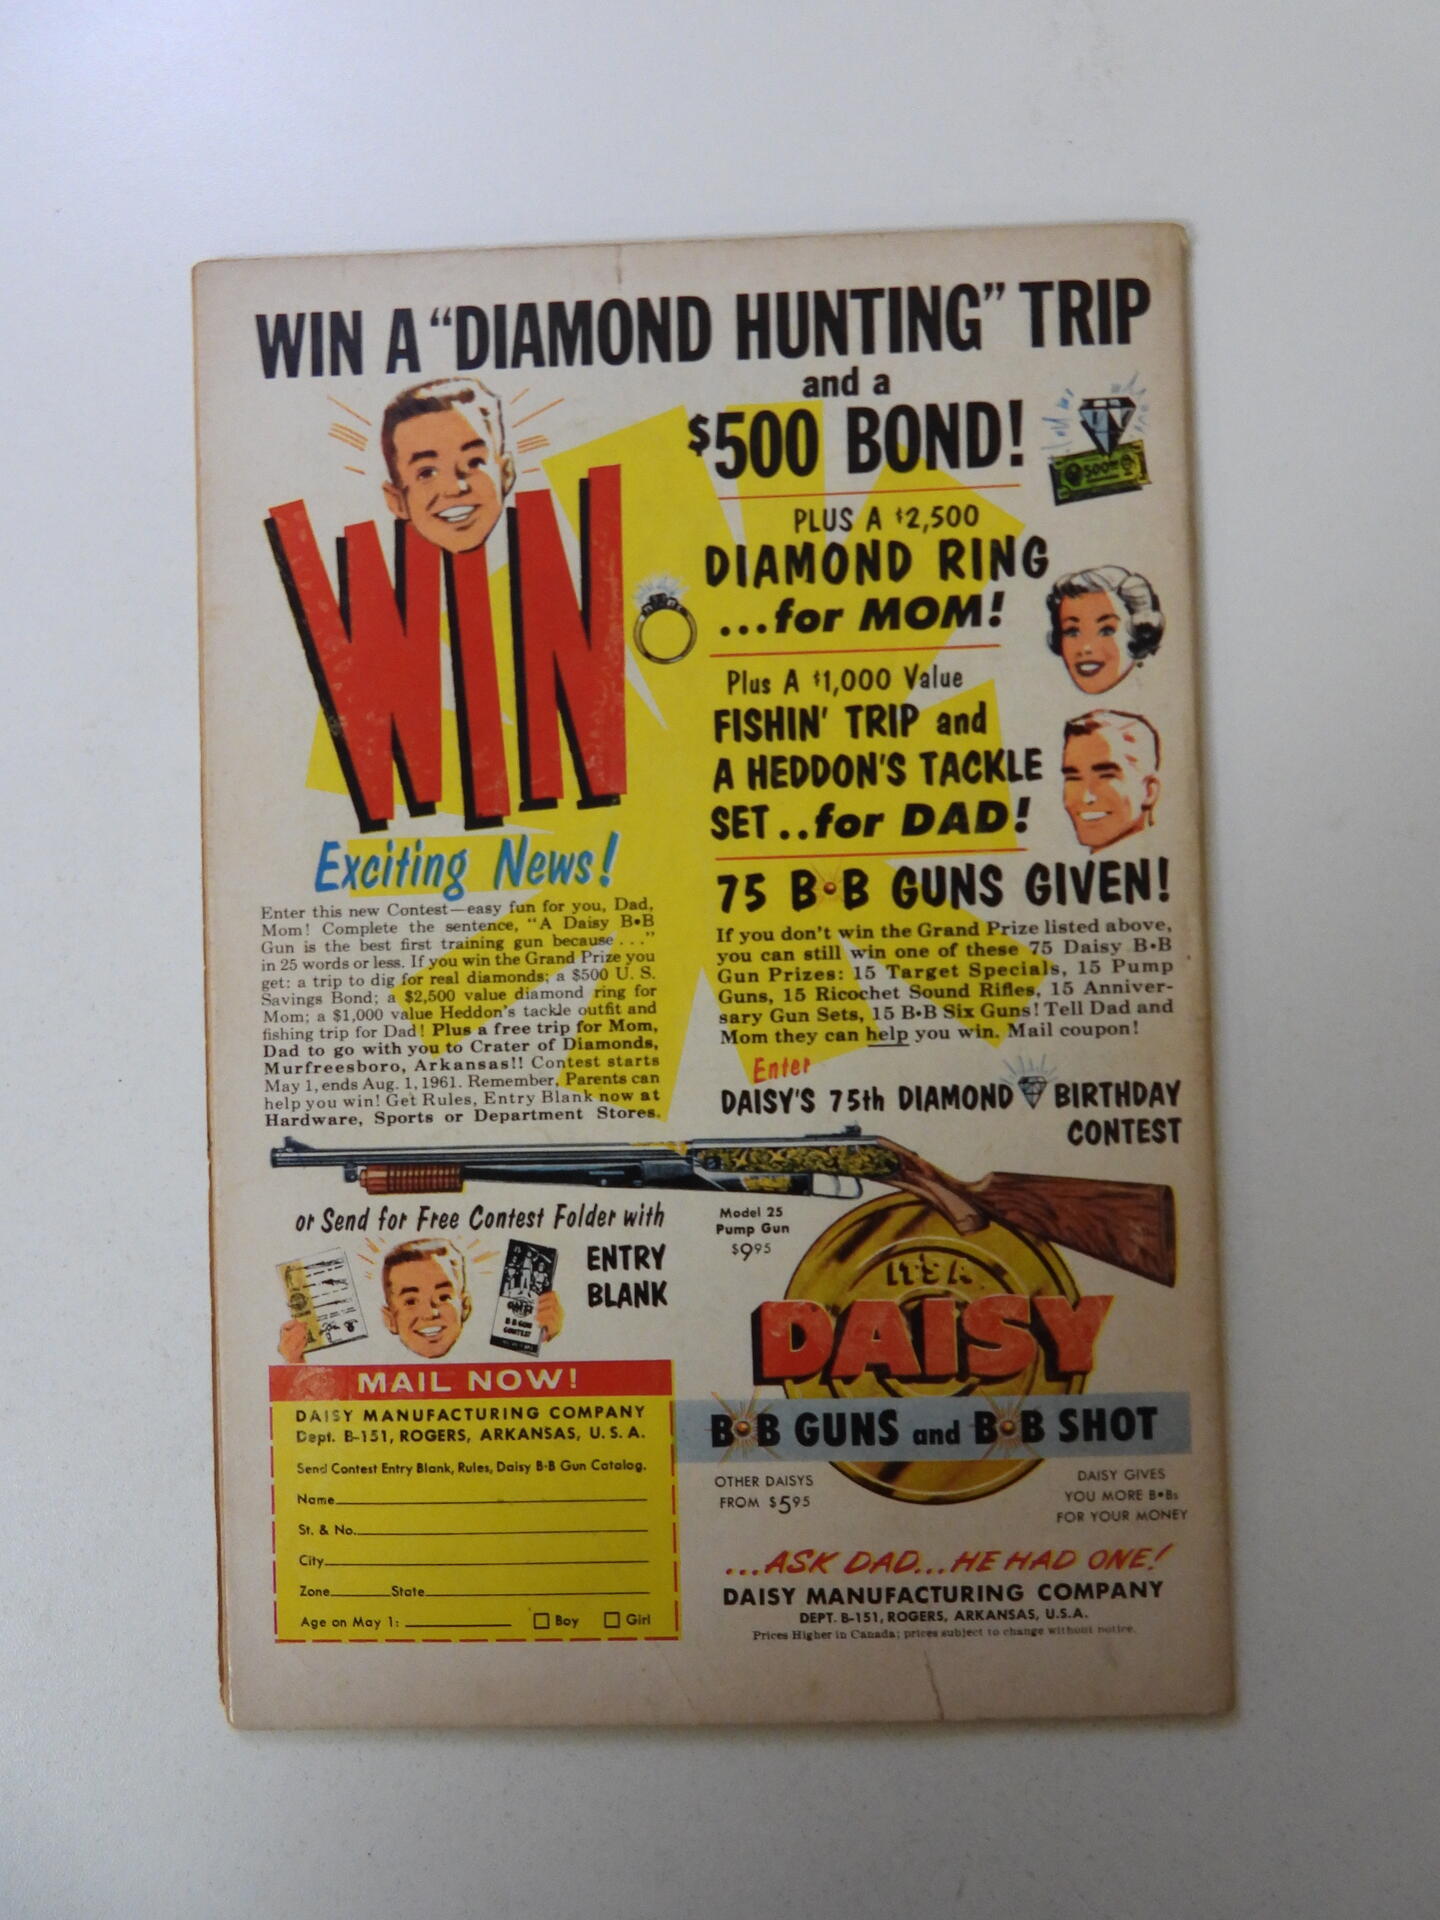 WIN A "DIAMOND HUNTING" TRIP
and a
$500 BOND!
$500
PLUS A $2,500
DIAMOND RING
...for MOM!
Plus A $1,000 Value
FISHIN' TRIP and
A HEDDON'S TACKLE
SET..for DAD!
WIN
Exciting News!
Enter this new Contest—easy fun for you, Dad,
Mom! Complete the sentence, "A Daisy B•B
Gun is the best first training gun because . . ."
in 25 words or less. If you win the Grand Prize you
get: a trip to dig for real diamonds; a $500 U. S.
Savings Bond; a $2,500 value diamond ring for
Mom; a $1,000 value Heddon's tackle outfit and
fishing trip for Dad! Plus a free trip for Mom,
Dad to go with you to Crater of Diamonds,
Murfreesboro, Arkansas!! Contest starts
May 1, ends Aug. 1, 1961. Remember, Parents can
help you win! Get Rules, Entry Blank now at
Hardware, Sports or Department Stores.
75 B•B GUNS GIVEN!
If you don't win the Grand Prize listed above,
you can still win one of these 75 Daisy B•B
Gun Prizes: 15 Target Specials, 15 Pump
Guns, 15 Ricochet Sound Rifles, 15 Anniver-
sary Gun Sets, 15 B•B Six Guns! Tell Dad and
Mom they can help you win. Mail coupon!
Enter
DAISY'S 75th DIAMOND BIRTHDAY
CONTEST
or Send for Free Contest Folder with
ENTRY
BLANK
B•B GUN
CONTEST
Model 25
Pump Gun
$9.95
IT'S A
DAISY
B•B GUNS and B•B SHOT
OTHER DAISYS
FROM $5.95
DAISY GIVES
YOU MORE B•Bs
FOR YOUR MONEY
MAIL NOW!
DAISY MANUFACTURING COMPANY
Dept. B-151, ROGERS, ARKANSAS, U. S. A.
Send Contest Entry Blank, Rules, Daisy B•B Gun Catalog.
Name
St. & No.
City
Zone State
Age on May 1: Boy Girl
...ASK DAD...HE HAD ONE!
DAISY MANUFACTURING COMPANY
DEPT. B-151, ROGERS, ARKANSAS, U.S.A.
Prices Higher in Canada; prices subject to change without notice.